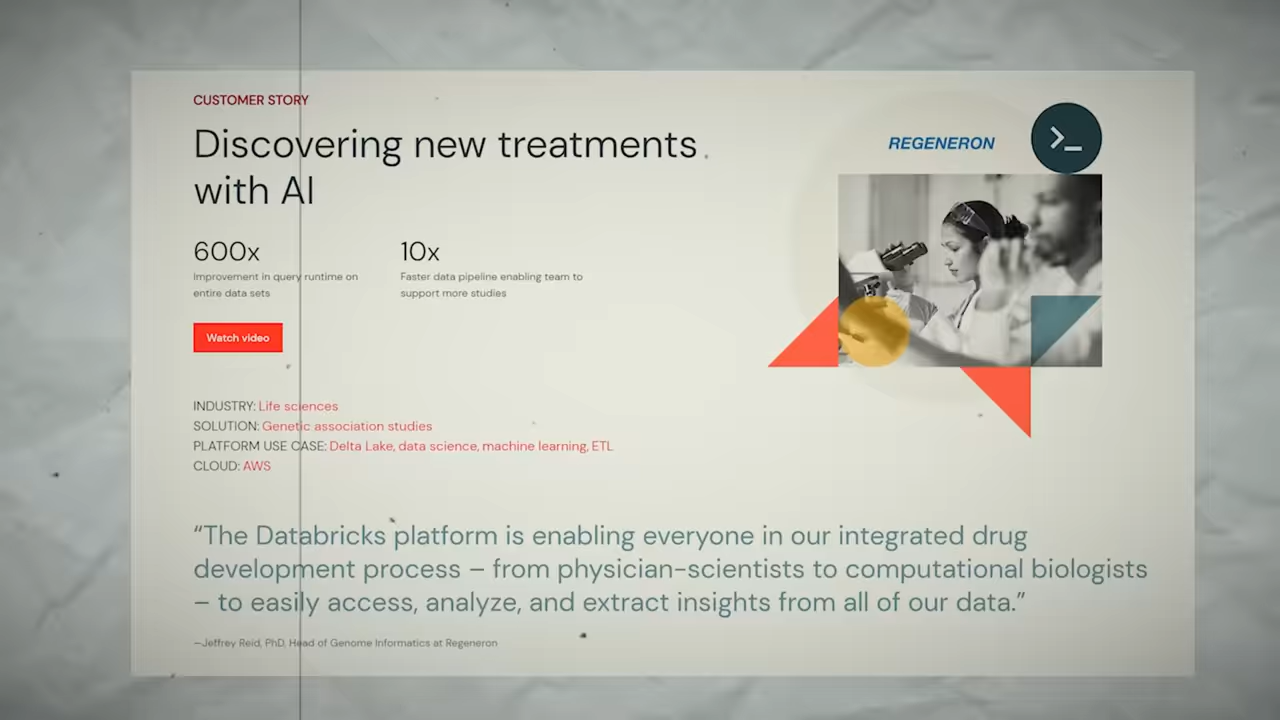 CUSTOMER STORY
Discovering new treatments
with AI
REGENERON
600x
Improvement in query runtime on
entire data sets
10x
Faster data pipeline enabling team to
support more studies
Watch video
INDUSTRY: Life sciences
SOLUTION: Genetic association studies
PLATFORM USE CASE: Delta Lake, data science, machine learning, ETL
CLOUD: AWS
“The Databricks platform is enabling everyone in our integrated drug
development process – from physician-scientists to computational biologists
– to easily access, analyze, and extract insights from all of our data.”
—Jeffrey Reid, PhD, Head of Genome Informatics at Regeneron